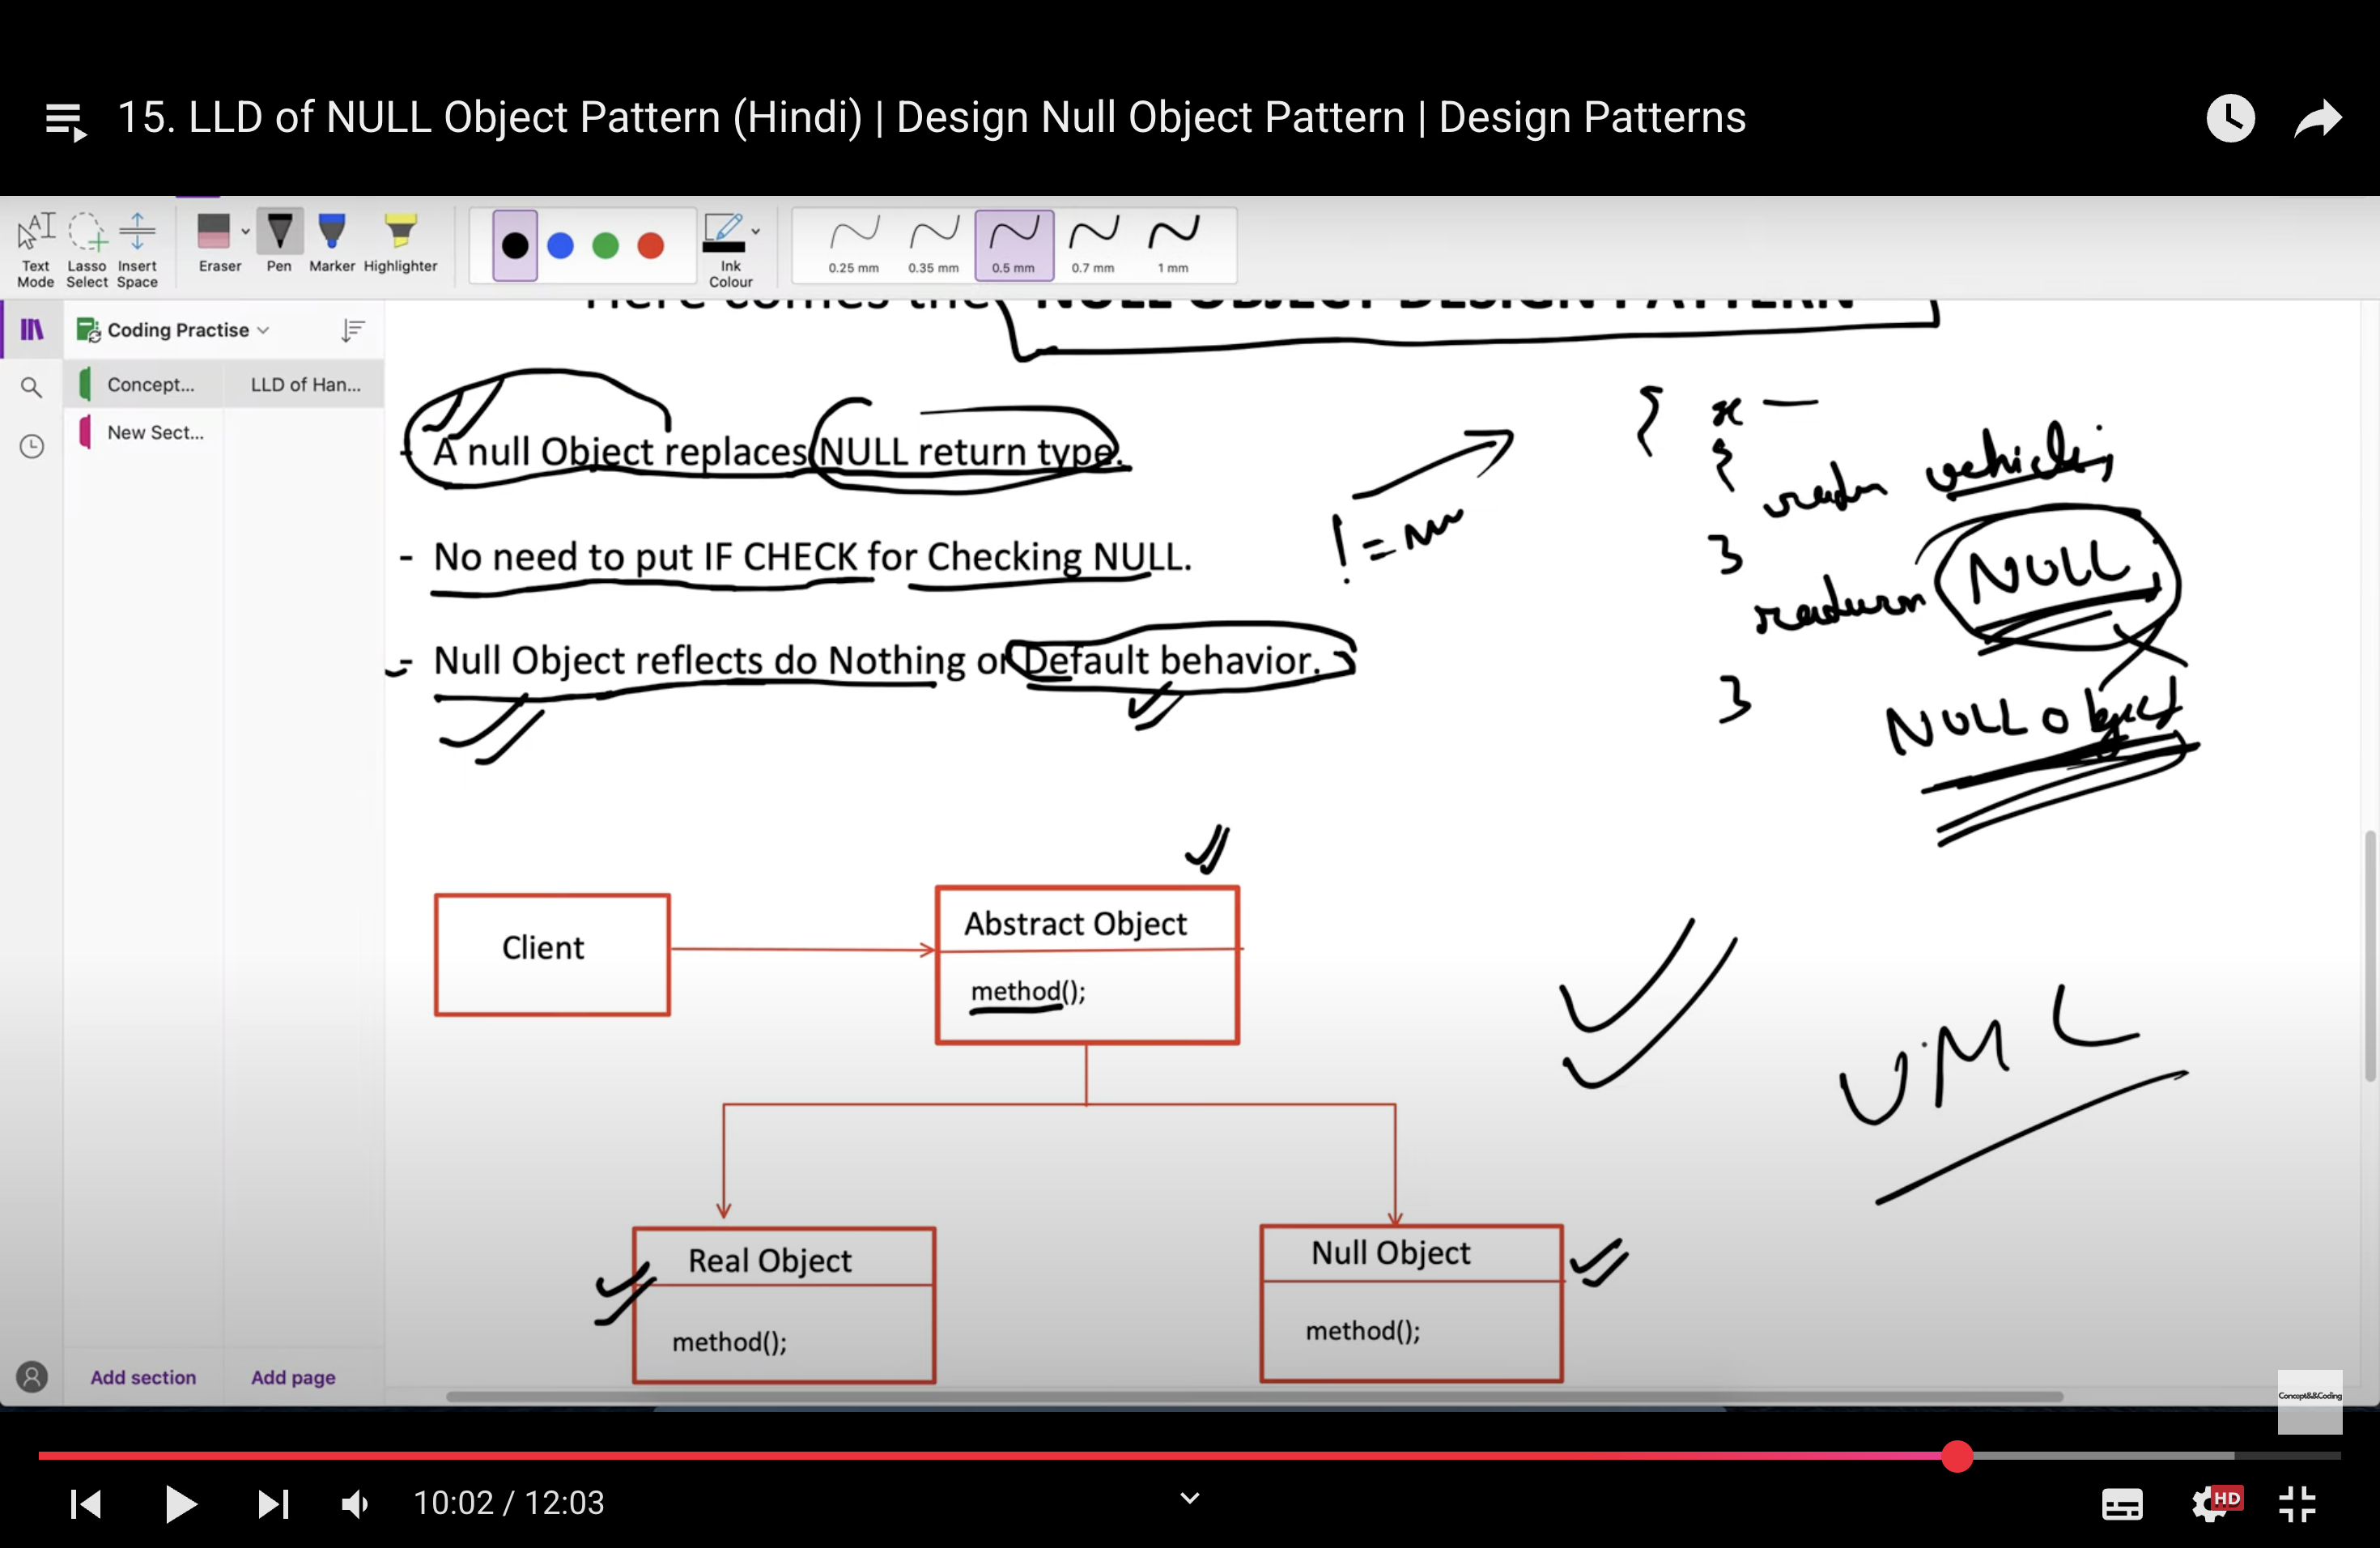 15. LLD of NULL Object Pattern (Hindi) | Design Null Object Pattern | Design Patterns
Text Mode
Lasso Select
Insert Space
Eraser
Pen
Marker
Highlighter
Ink Colour
0.25 mm
0.35 mm
0.5 mm
0.7 mm
1 mm
Here comes the NULL OBJECT DESIGN PATTERN
Coding Practise
Concept...
LLD of Han...
New Sect...
- A null Object replaces NULL return type.
- No need to put IF CHECK for Checking NULL.
- Null Object reflects do Nothing or Default behavior.
{ x —
{
vehicle;
}
NULL
}
NULL object
!=
Client
Abstract Object
method();
UML
Real Object
method();
Null Object
method();
Add section
Add page
Concept&&Coding
10:02 / 12:03
HD